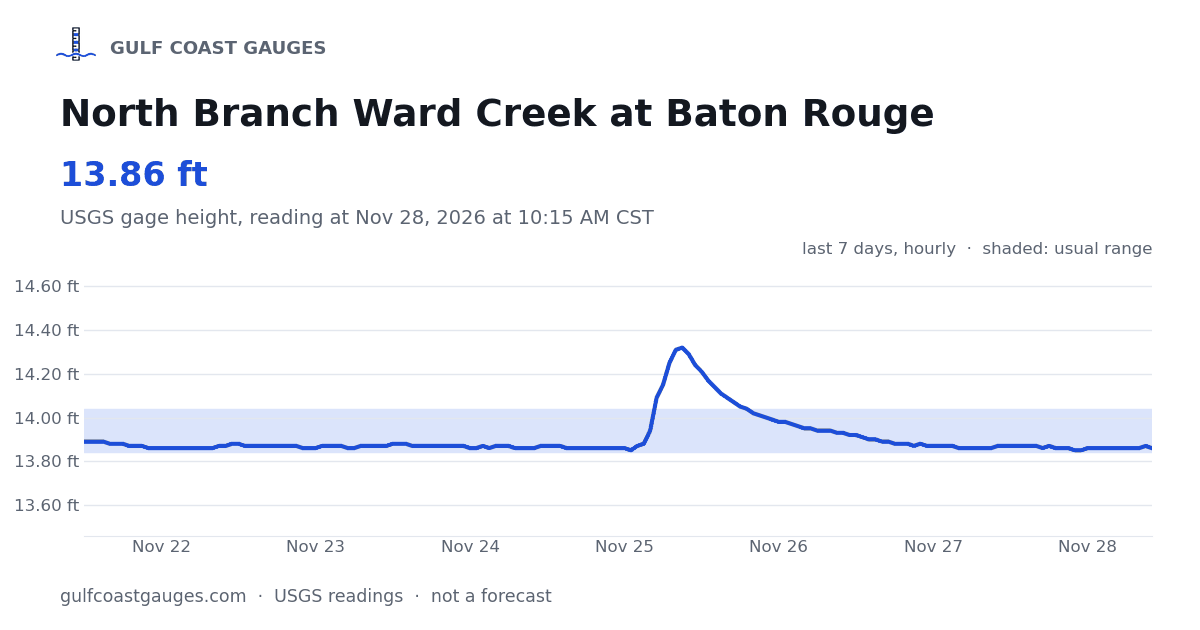 GULF COAST GAUGES
North Branch Ward Creek at Baton Rouge
13.86 ft
USGS gage height, reading at Nov 28, 2026 at 10:15 AM CST
last 7 days, hourly · shaded: usual range
14.60 ft
14.40 ft
14.20 ft
14.00 ft
13.80 ft
13.60 ft
Nov 22 Nov 23 Nov 24 Nov 25 Nov 26 Nov 27 Nov 28
gulfcoastgauges.com · USGS readings · not a forecast